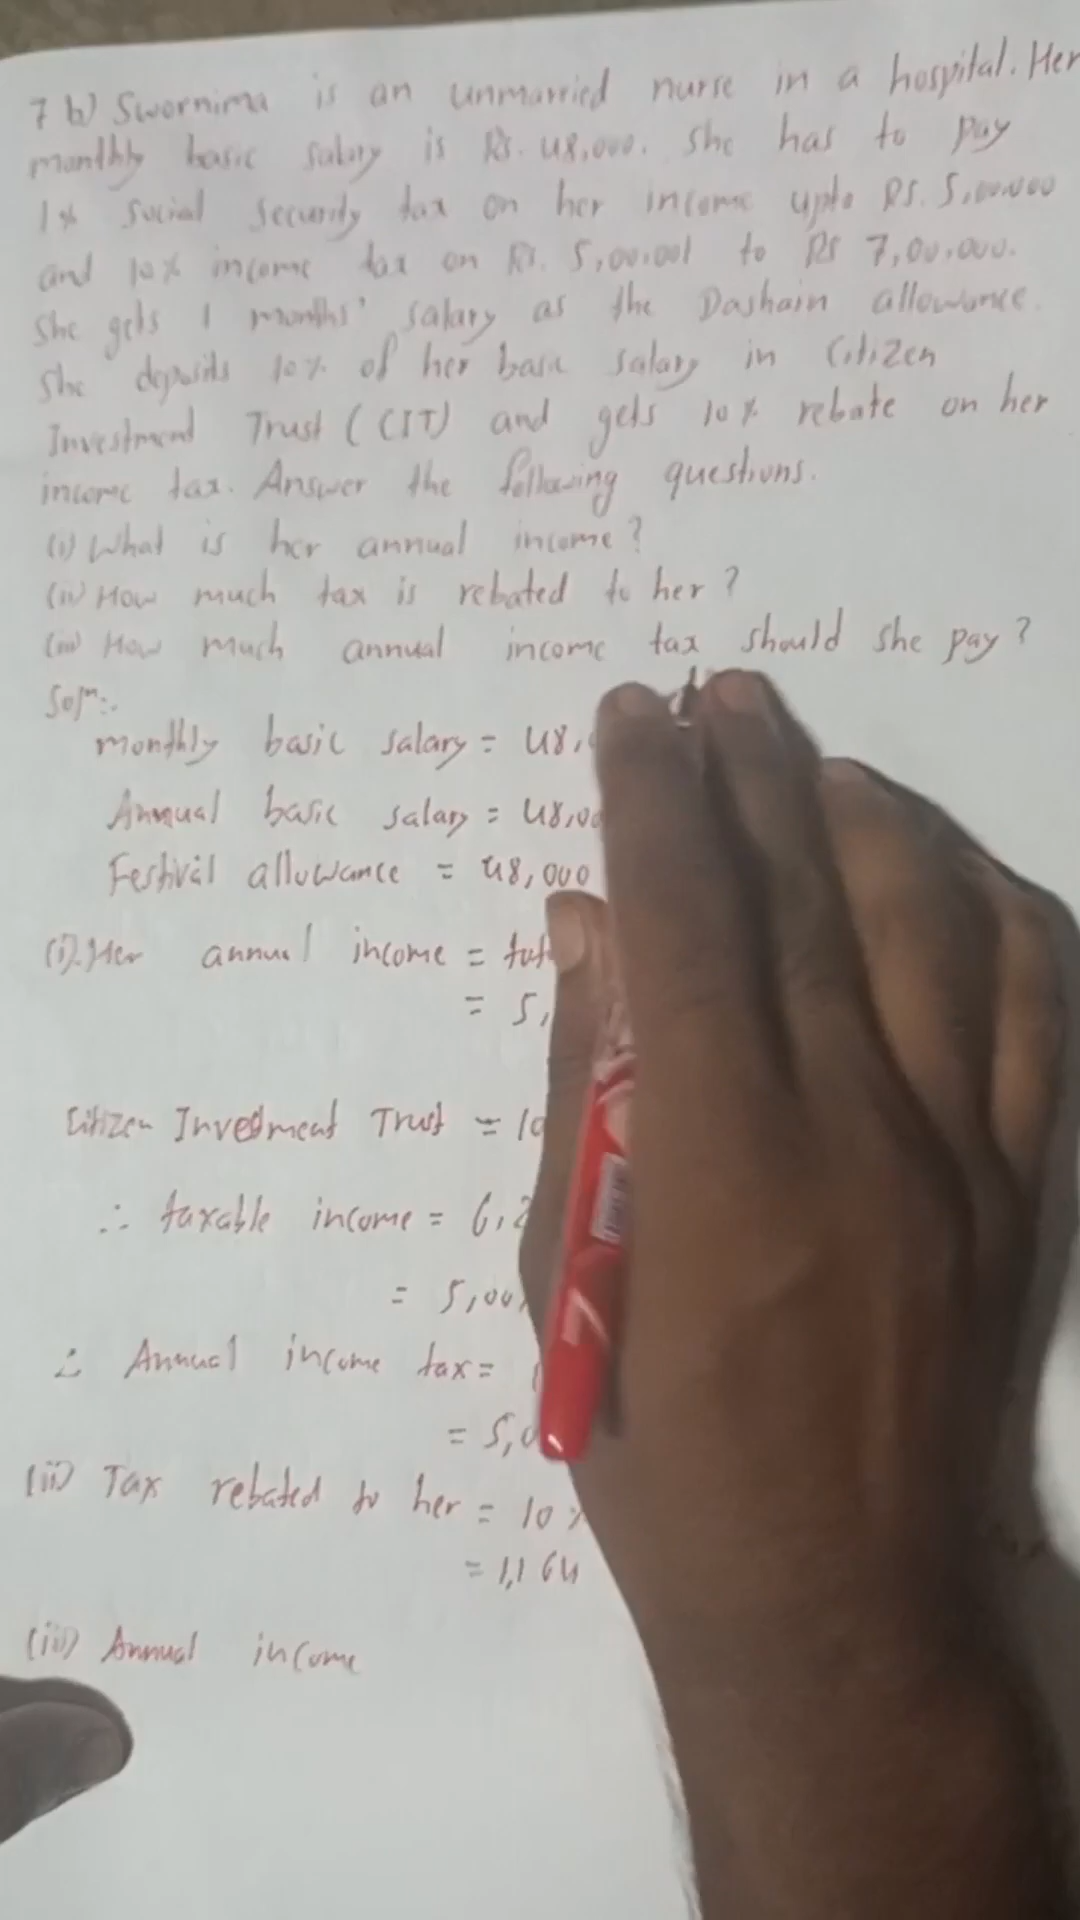 7 b) Swornima is an unmarried nurse in a hospital. Her
monthly basic salary is Rs. 48,000. She has to pay
1% social security tax on her income upto Rs. 5,00,000
and 10% income tax on Rs. 5,00,001 to Rs 7,00,000.
She gets 1 months' salary as the Dashain allowance.
She deposits 10% of her basic salary in Citizen
Investment Trust (CIT) and gets 10% rebate on her
income tax. Answer the following questions.
(i) What is her annual income?
(ii) How much tax is rebated to her?
(iii) How much annual income tax should she pay?
Solⁿ:
monthly basic salary = 48,
Annual basic salary = 48,00
Festival allowance = 48,000
(i). Her annual income =
= 5,
Citizen Investment Trust = 10
∴ taxable income = 6,2
= 5,00,
∴ Annual income tax =
= 5,0
(ii) Tax rebated to her = 10%
= 1,164
(iii) Annual income